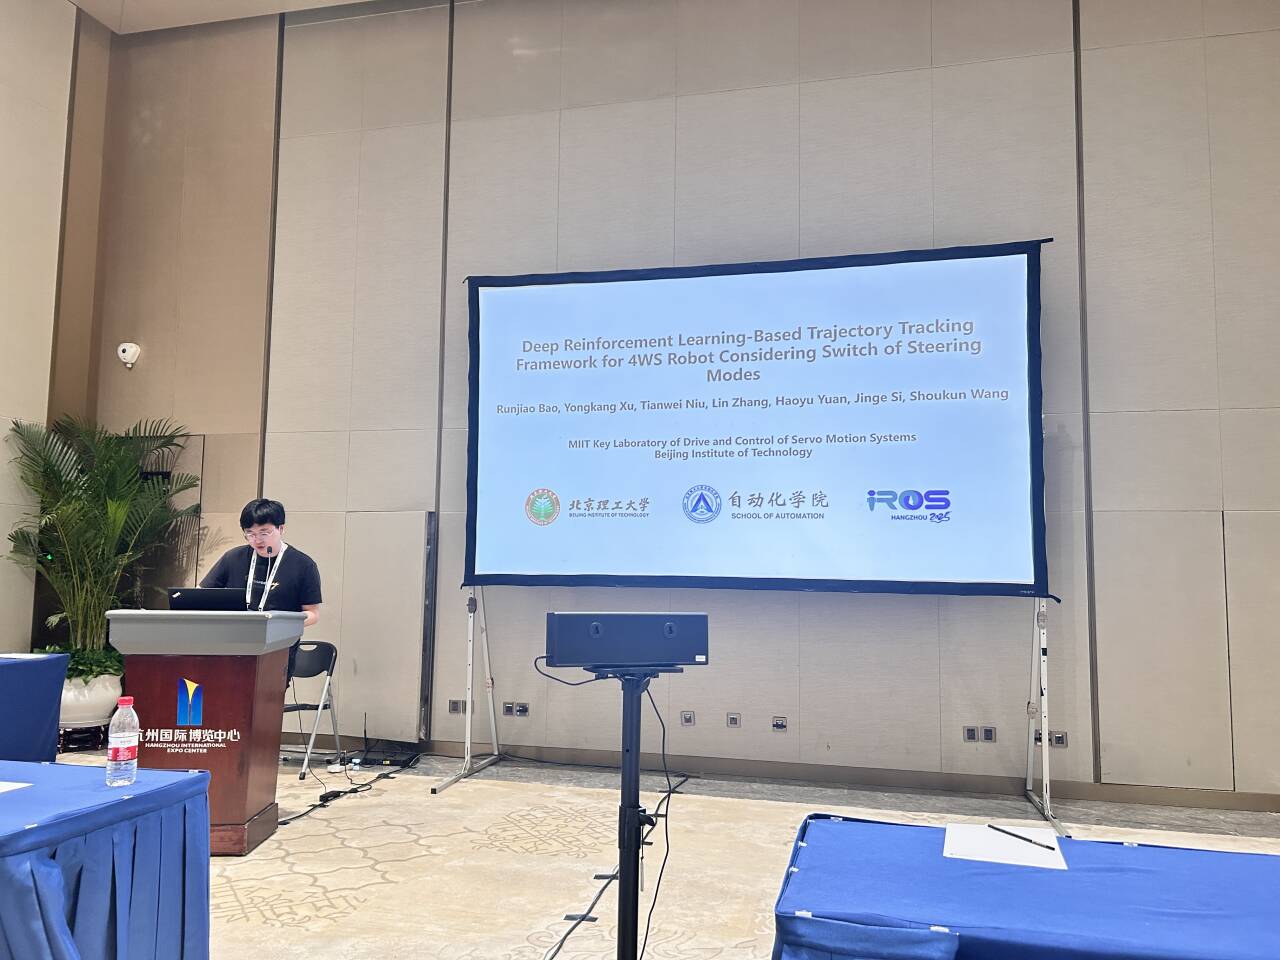 Deep Reinforcement Learning-Based Trajectory Tracking
Framework for 4WS Robot Considering Switch of Steering
Modes
Runjiao Bao, Yongkang Xu, Tianwei Niu, Lin Zhang, Haoyu Yuan, Jinge Si, Shoukun Wang
MIIT Key Laboratory of Drive and Control of Servo Motion Systems
Beijing Institute of Technology
北京理工大学
BEIJING INSTITUTE OF TECHNOLOGY
自动化学院
SCHOOL OF AUTOMATION
IROS
HANGZHOU 2025
杭州国际博览中心
HANGZHOU INTERNATIONAL
EXPO CENTER